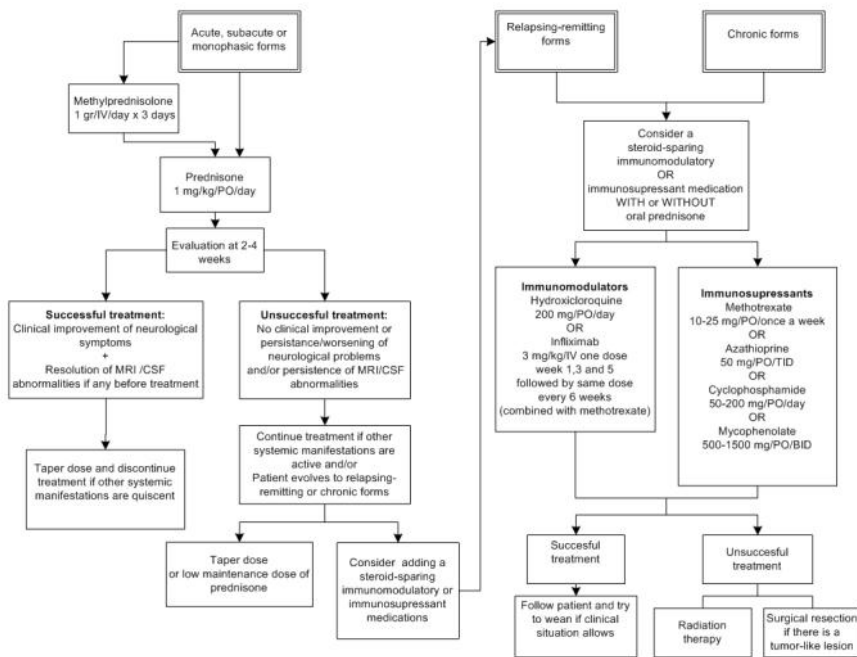 Acute, subacute or
monophasic forms
Methylprednisolone
1 gr/IV/day x 3 days
Prednisone
1 mg/kg/PO/day
Evaluation at 2-4
weeks
Successful treatment:
Clinical improvement of neurological
symptoms
+
Resolution of MRI /CSF
abnormalities if any before treatment
Taper dose and discontinue
treatment if other systemic
manifestations are quiscent
Unsuccesful treatment:
No clinical improvement or
persistance/worsening of
neurological problems
and/or persistence of MRI/CSF
abnormalities
Continue treatment if other
systemic manifestations are
active and/or
Patient evolves to relapsing-
remitting or chronic forms
Taper dose
or low maintenance dose of
prednisone
Consider adding a
steroid-sparing
immunomodulatory or
immunosupressant
medications
Relapsing-remitting
forms
Chronic forms
Consider a
steroid-sparing
immunomodulatory
OR
immunosupressant medication
WITH or WITHOUT
oral prednisone
Immunomodulators
Hydroxicloroquine
200 mg/PO/day
OR
Infliximab
3 mg/kg/IV one dose
week 1,3 and 5
followed by same dose
every 6 weeks
(combined with methotrexate)
Immunosupressants
Methotrexate
10-25 mg/PO/once a week
OR
Azathioprine
50 mg/PO/TID
OR
Cyclophosphamide
50-200 mg/PO/day
OR
Mycophenolate
500-1500 mg/PO/BID
Succesful
treatment
Follow patient and try
to wean if clinical
situation allows
Unsuccesful
treatment
Radiation
therapy
Surgical resection
if there is a
tumor-like lesion